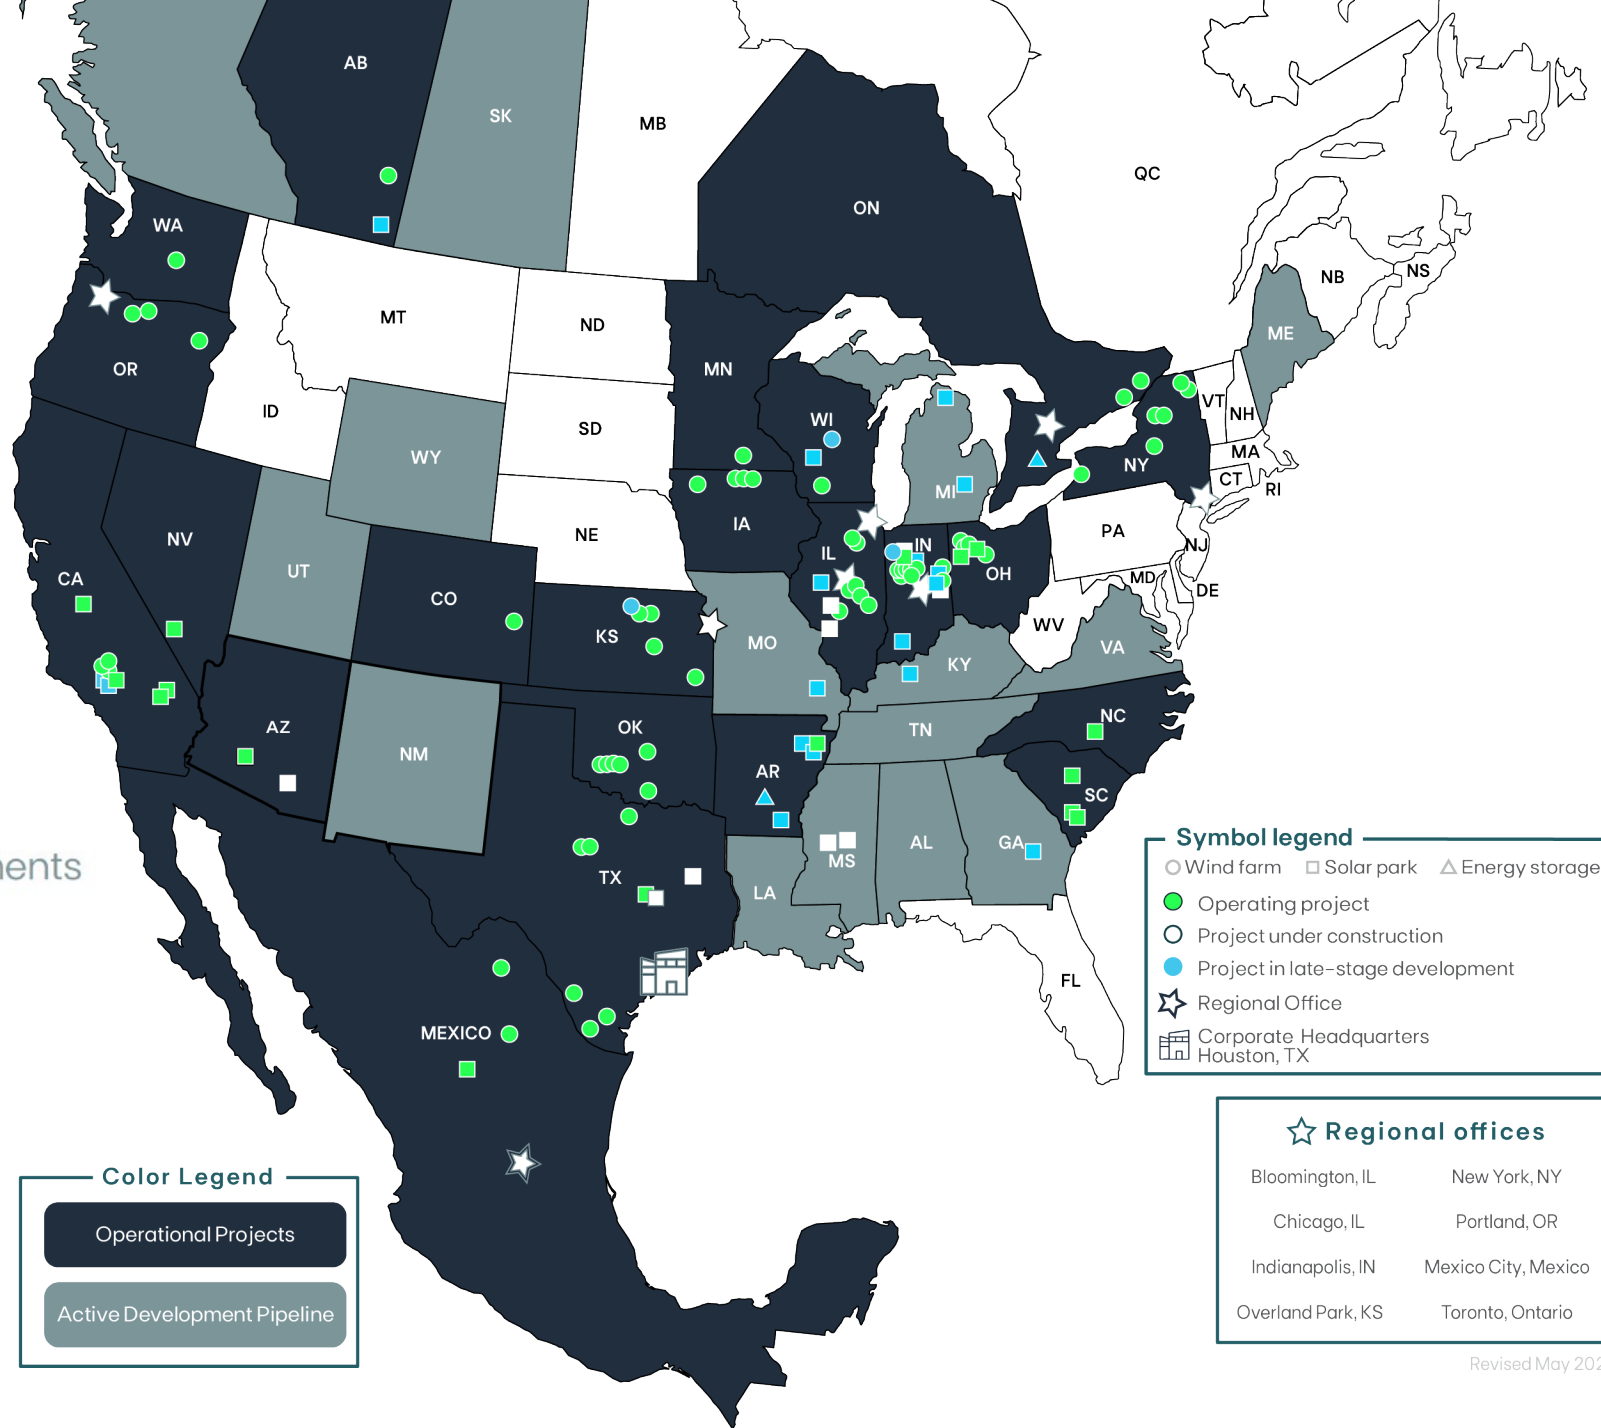 AB
SK
MB
QC
ON
WA
NB
NS
MT
ND
ME
OR
MN
ID
SD
WI
VT
NH
WY
MA
NY
CT
RI
MI
NV
IA
NE
PA
NJ
IL
IN
UT
CA
CO
OH
MD
DE
KS
WV
MO
KY
VA
AZ
OK
NC
NM
TN
AR
SC
AL
GA
MS
ments
TX
LA
FL
MEXICO
Symbol legend
Wind farm Solar park Energy storage
Operating project
Project under construction
Project in late-stage development
Regional Office
Corporate Headquarters
Houston, TX
Regional offices
Bloomington, IL New York, NY
Chicago, IL Portland, OR
Indianapolis, IN Mexico City, Mexico
Overland Park, KS Toronto, Ontario
Revised May 202
Color Legend
Operational Projects
Active Development Pipeline